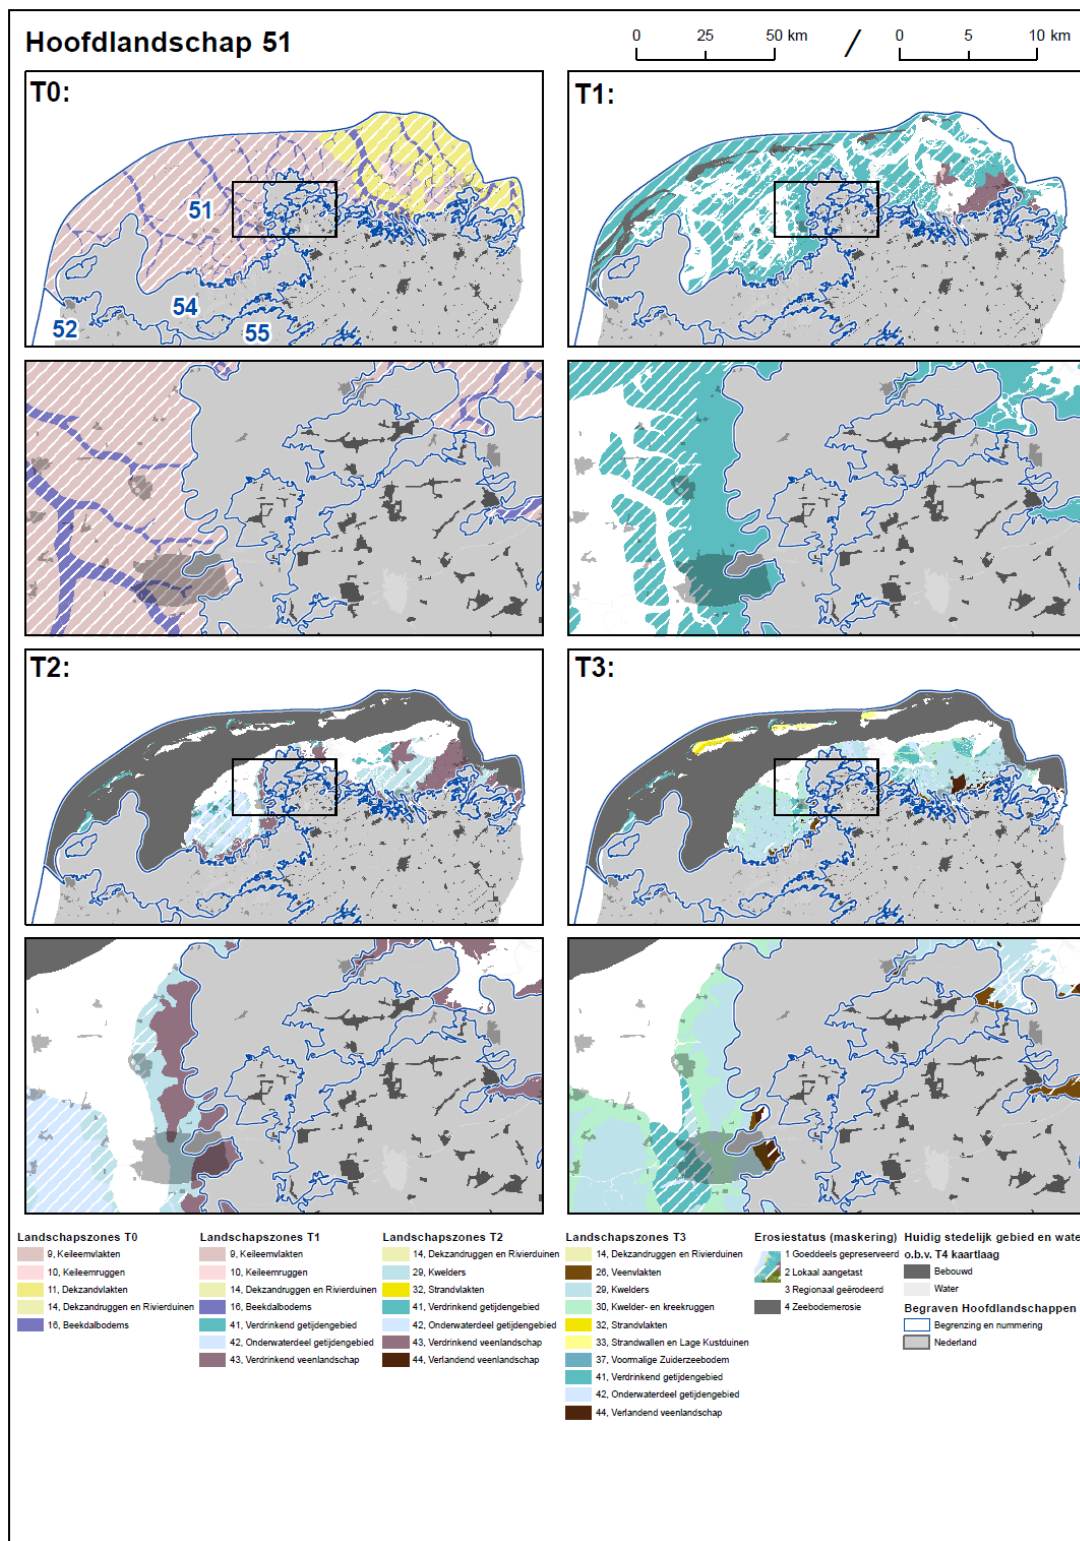 Hoofdlandschap 51
0 25 50 km / 0 5 10 km
T0:
51
54
52
55
T1:
T2:
T3:
Landschapszones T0
9, Keileemvlakten
10, Keileemruggen
11, Dekzandvlakten
14, Dekzandruggen en Rivierduinen
16, Beekdalbodems
Landschapszones T1
9, Keileemvlakten
10, Keileemruggen
14, Dekzandruggen en Rivierduinen
16, Beekdalbodems
41, Verdrinkend getijdengebied
42, Onderwaterdeel getijdengebied
43, Verdrinkend veenlandschap
Landschapszones T2
14, Dekzandruggen en Rivierduinen
29, Kwelders
32, Strandvlakten
41, Verdrinkend getijdengebied
42, Onderwaterdeel getijdengebied
43, Verdrinkend veenlandschap
44, Verlandend veenlandschap
Landschapszones T3
14, Dekzandruggen en Rivierduinen
26, Veenvlakten
29, Kwelders
30, Kwelder- en kreekruggen
32, Strandvlakten
33, Strandwallen en Lage Kustduinen
37, Voormalige Zuiderzeebodem
41, Verdrinkend getijdengebied
42, Onderwaterdeel getijdengebied
44, Verlandend veenlandschap
Erosiestatus (maskering)
1 Goeddeels gepreserveerd
2 Lokaal aangetast
3 Regionaal geërodeerd
4 Zeebodemerosie
Huidig stedelijk gebied en wate
o.b.v. T4 kaartlaag
Bebouwd
Water
Begraven Hoofdlandschappen
Begrenzing en nummering
Nederland